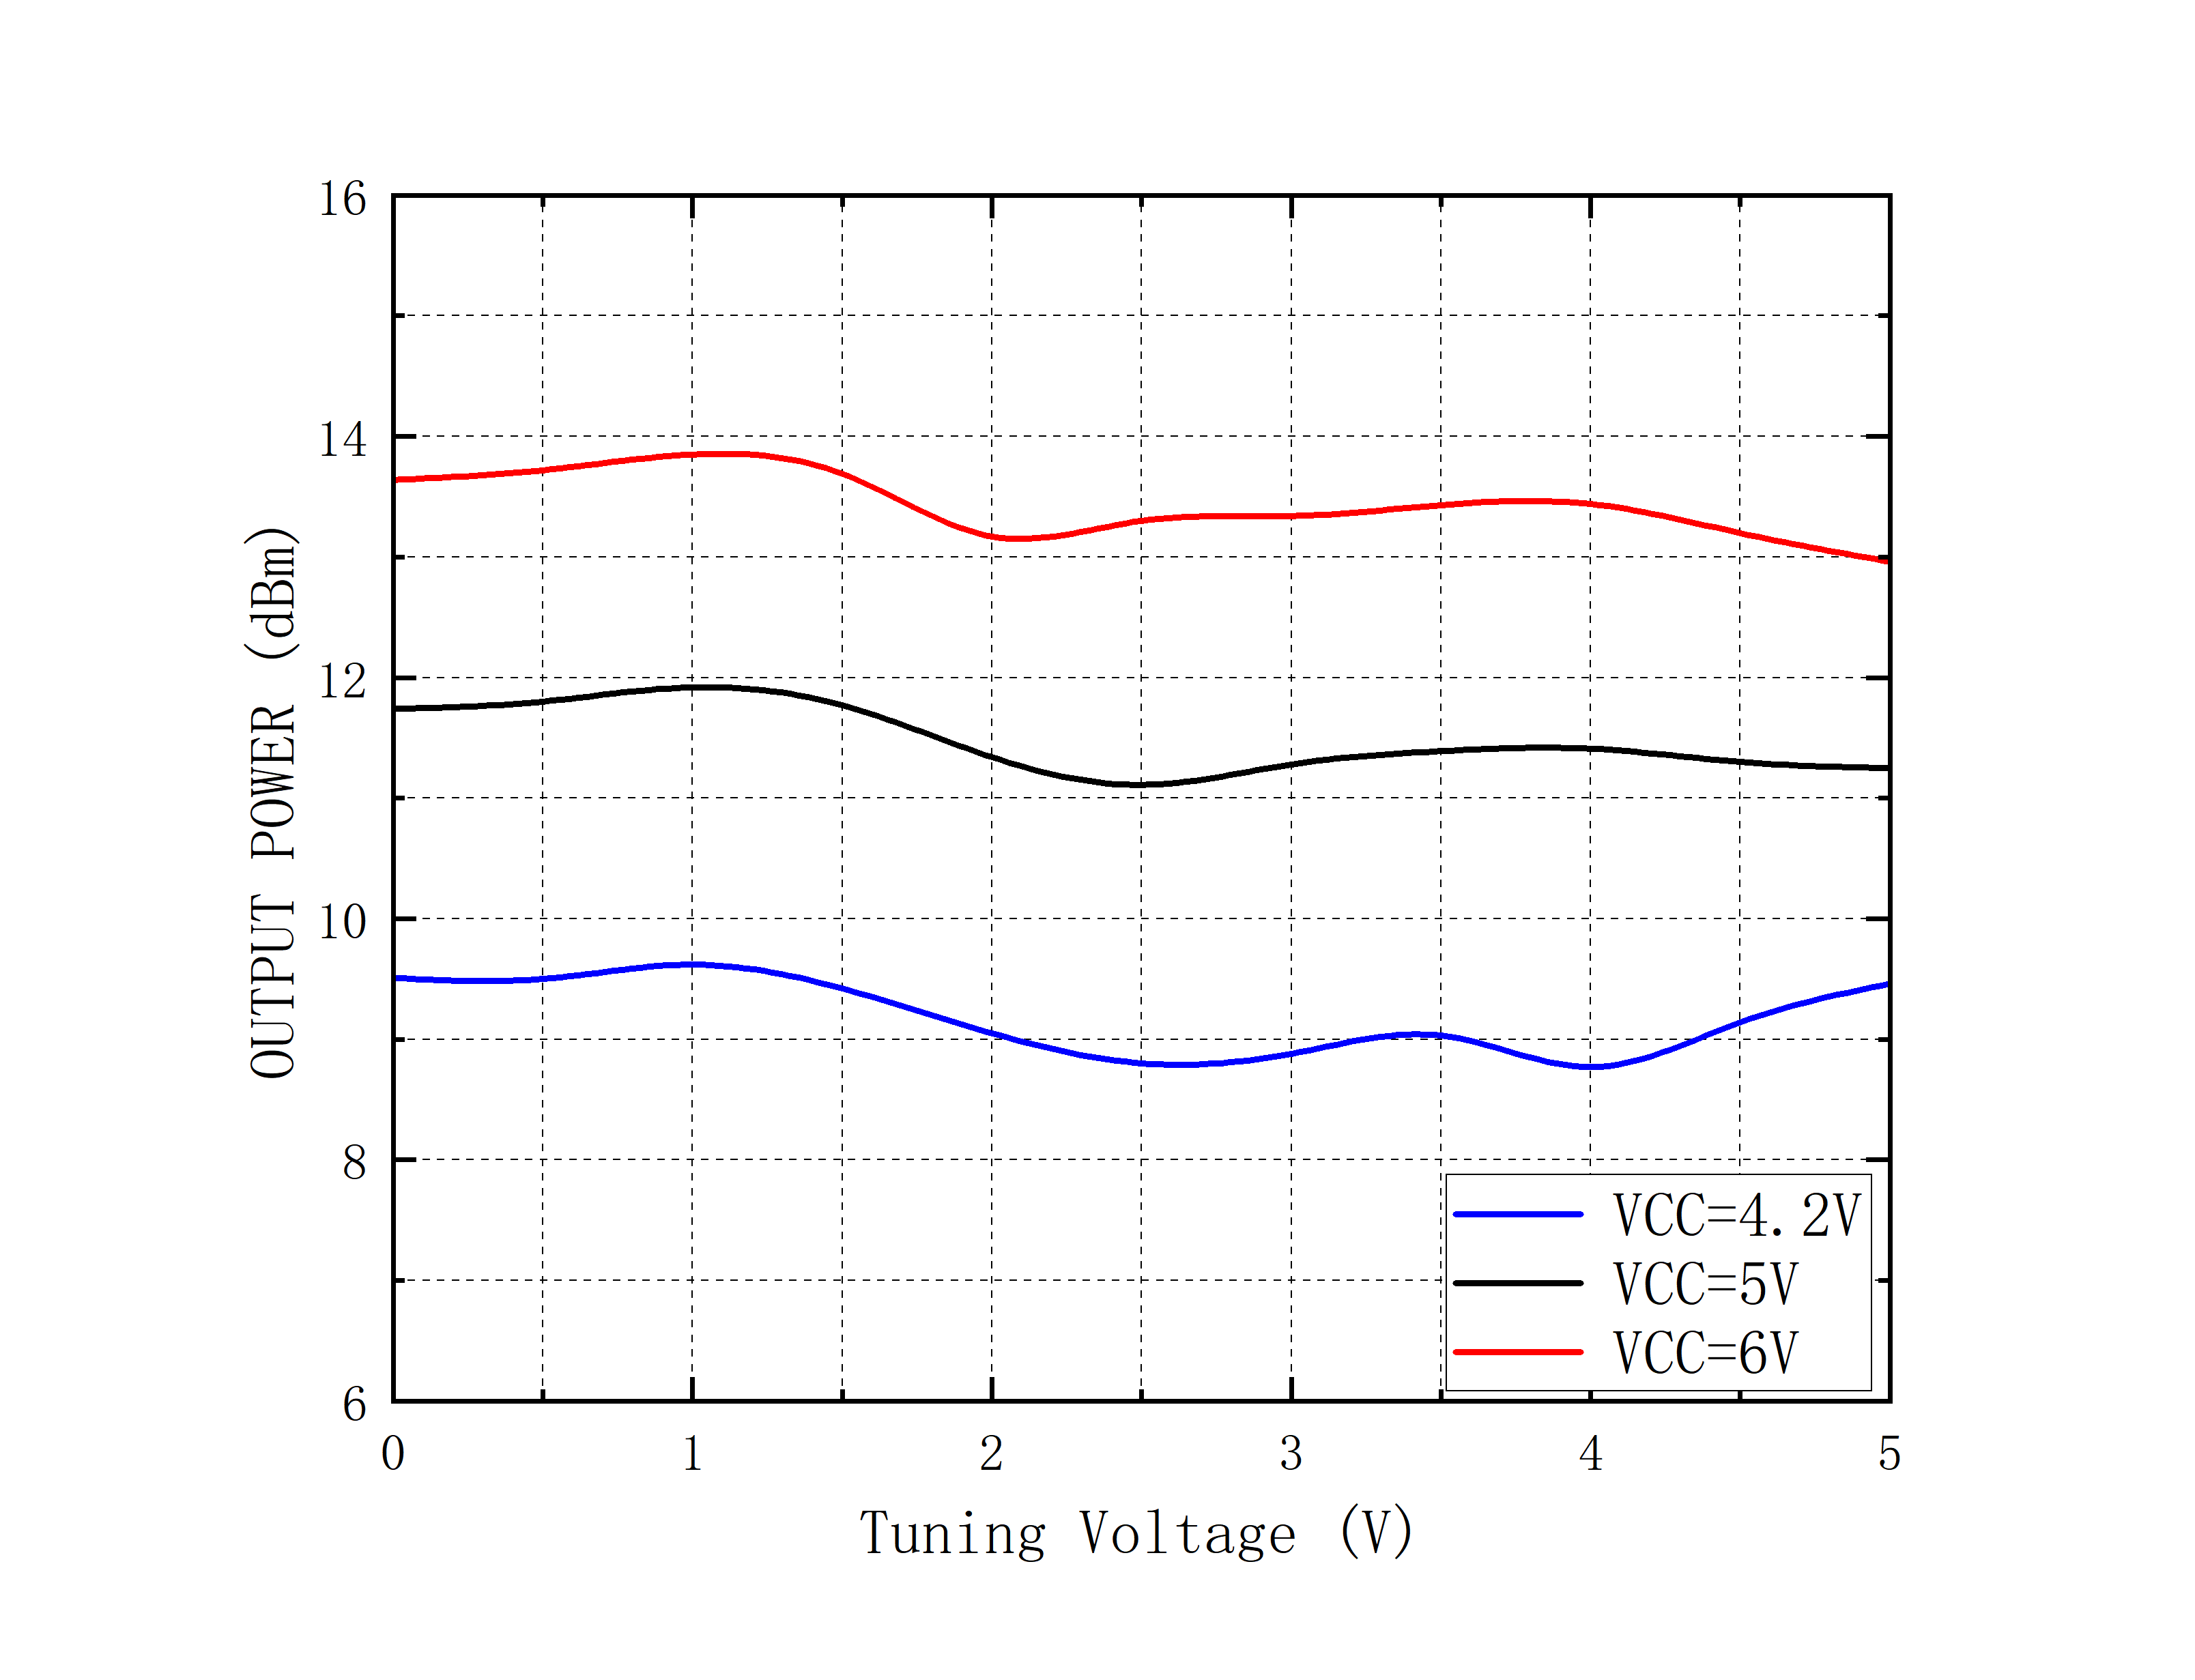 16
14
12
10
8
6
OUTPUT POWER (dBm)
VCC=4.2V
VCC=5V
VCC=6V
0 1 2 3 4 5
Tuning Voltage (V)